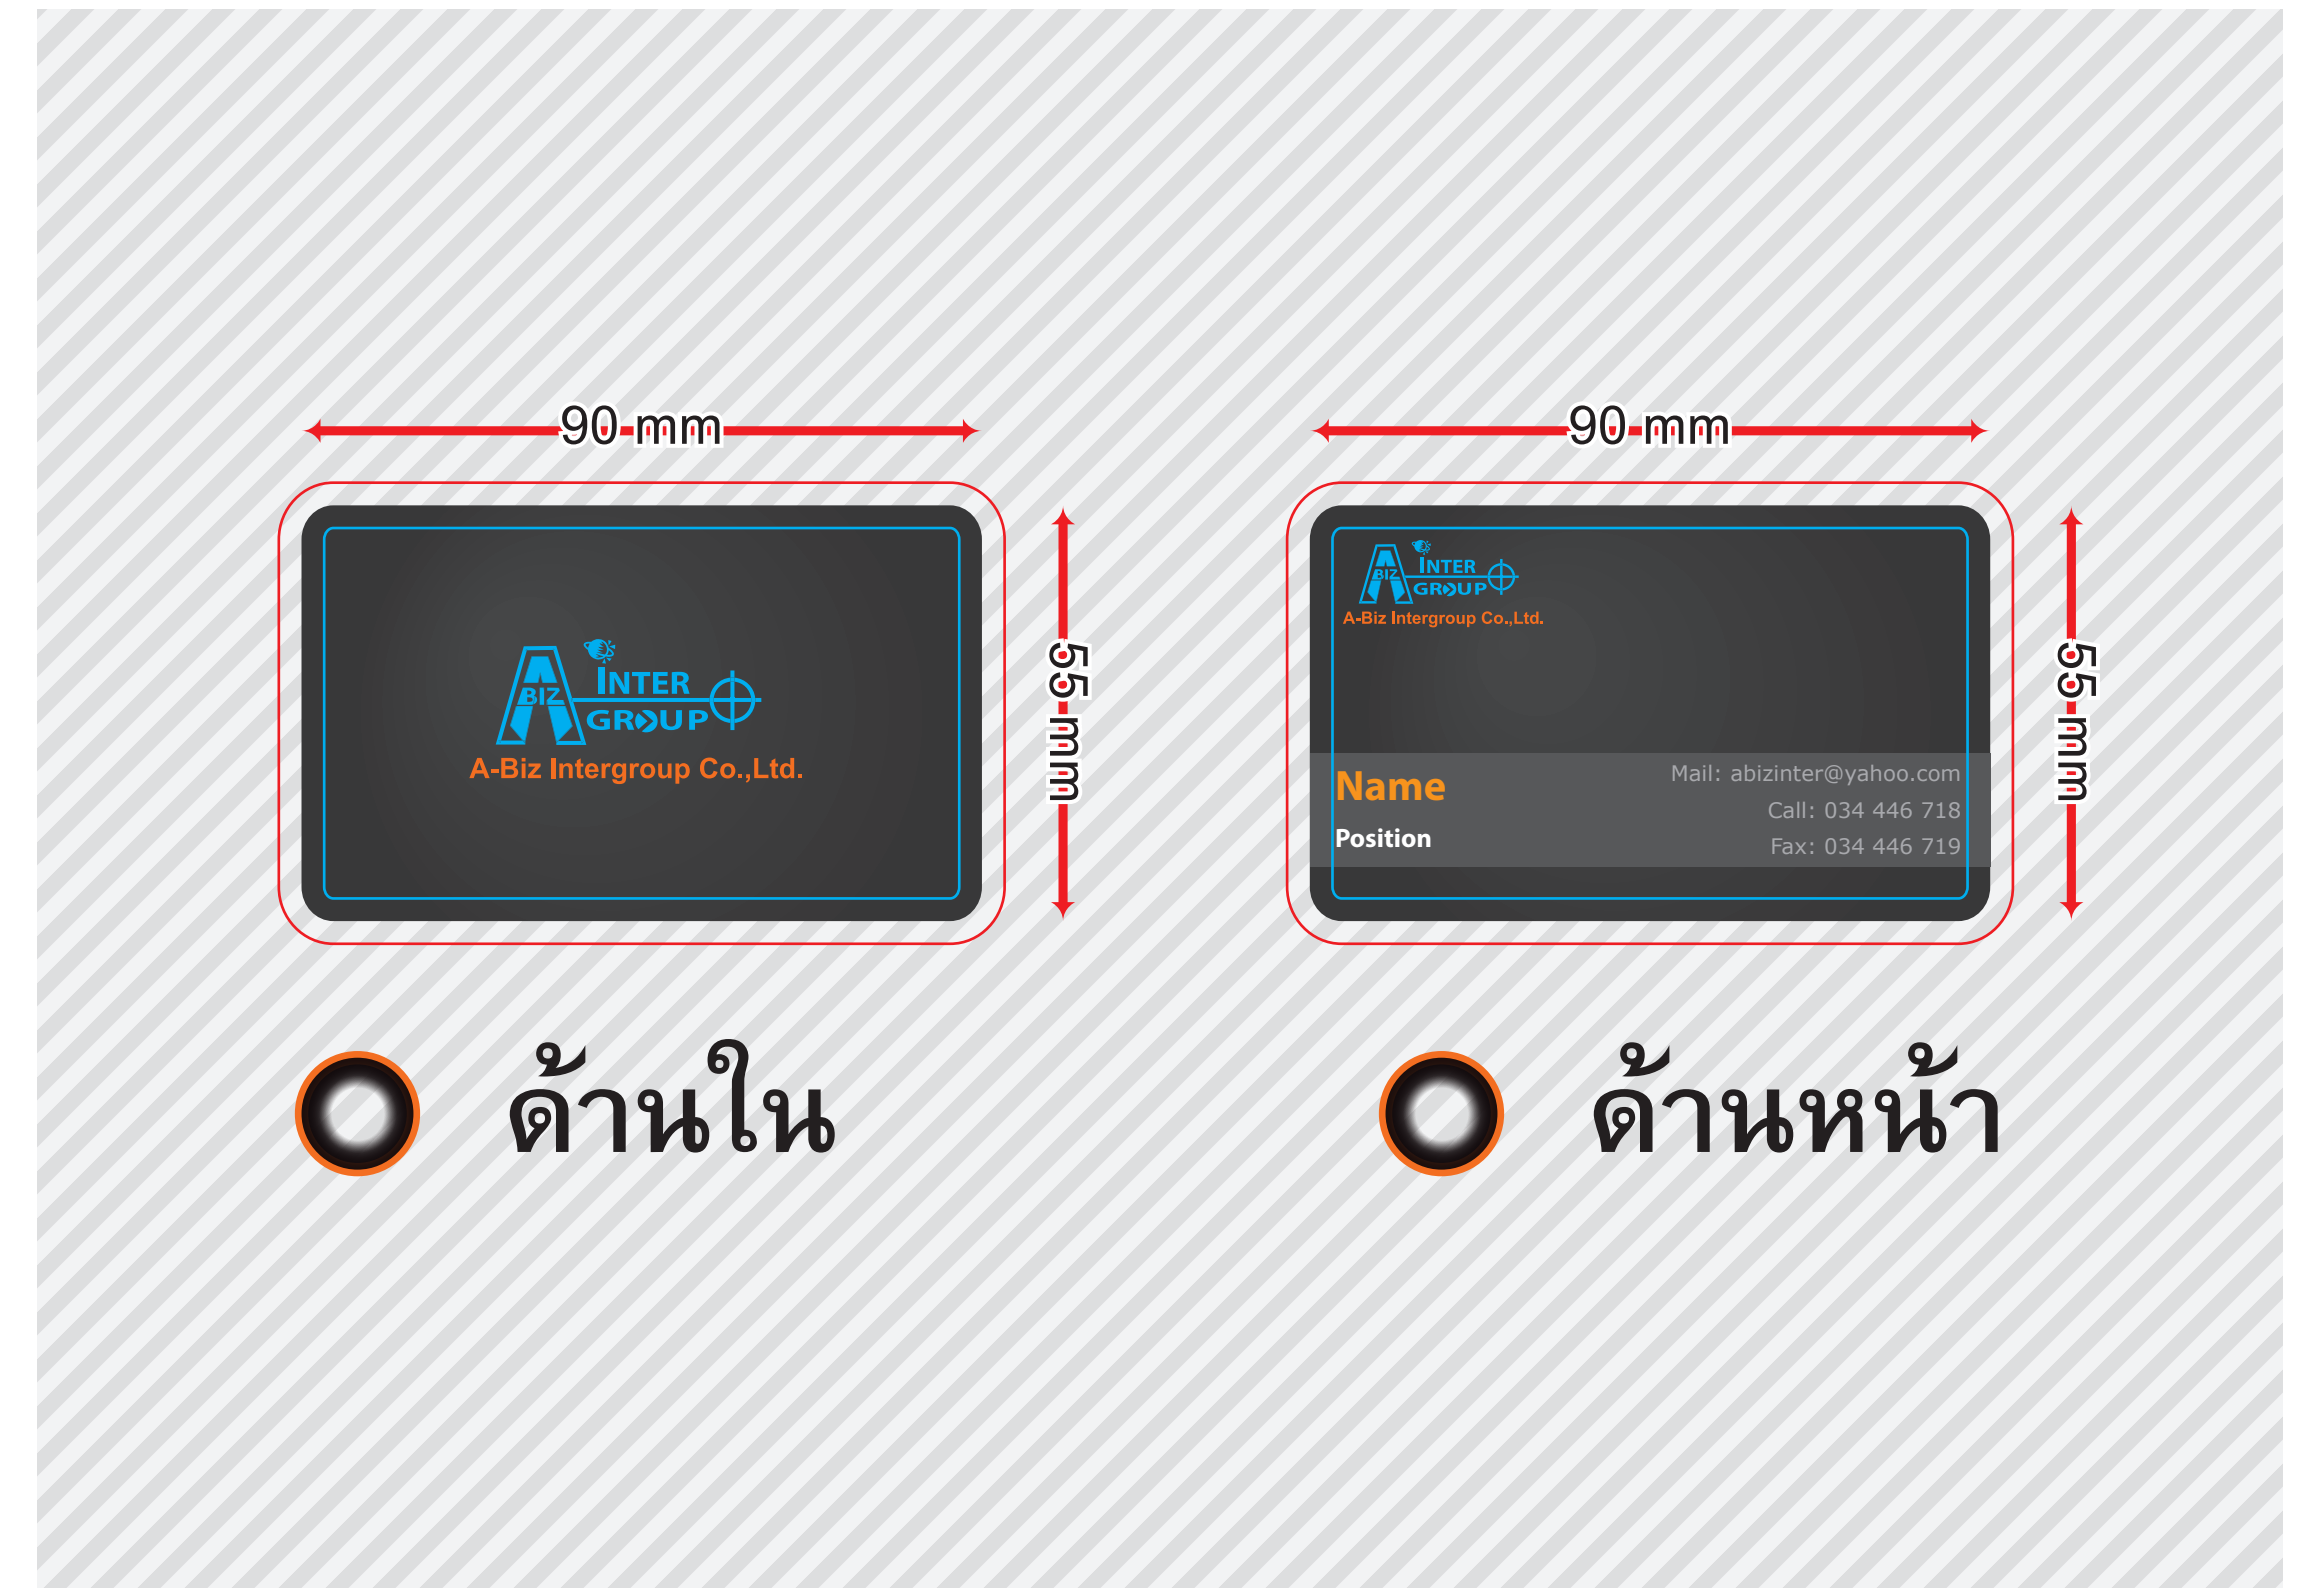 90 mm
55 mm
BIZ
INTER
GROUP
A-Biz Intergroup Co.,Ltd.
ด้านใน
90 mm
55 mm
BIZ
INTER
GROUP
A-Biz Intergroup Co.,Ltd.
Name
Position
Mail: abizinter@yahoo.com
Call: 034 446 718
Fax: 034 446 719
ด้านหน้า